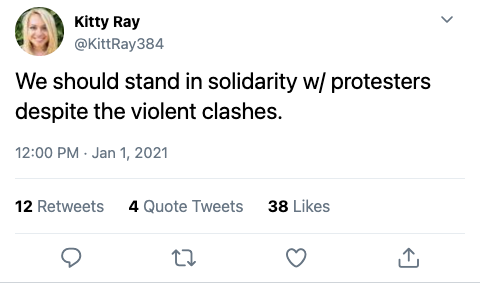 Kitty Ray
@KittRay384
We should stand in solidarity w/ protesters
despite the violent clashes.
12:00 PM · Jan 1, 2021
12 Retweets 4 Quote Tweets 38 Likes